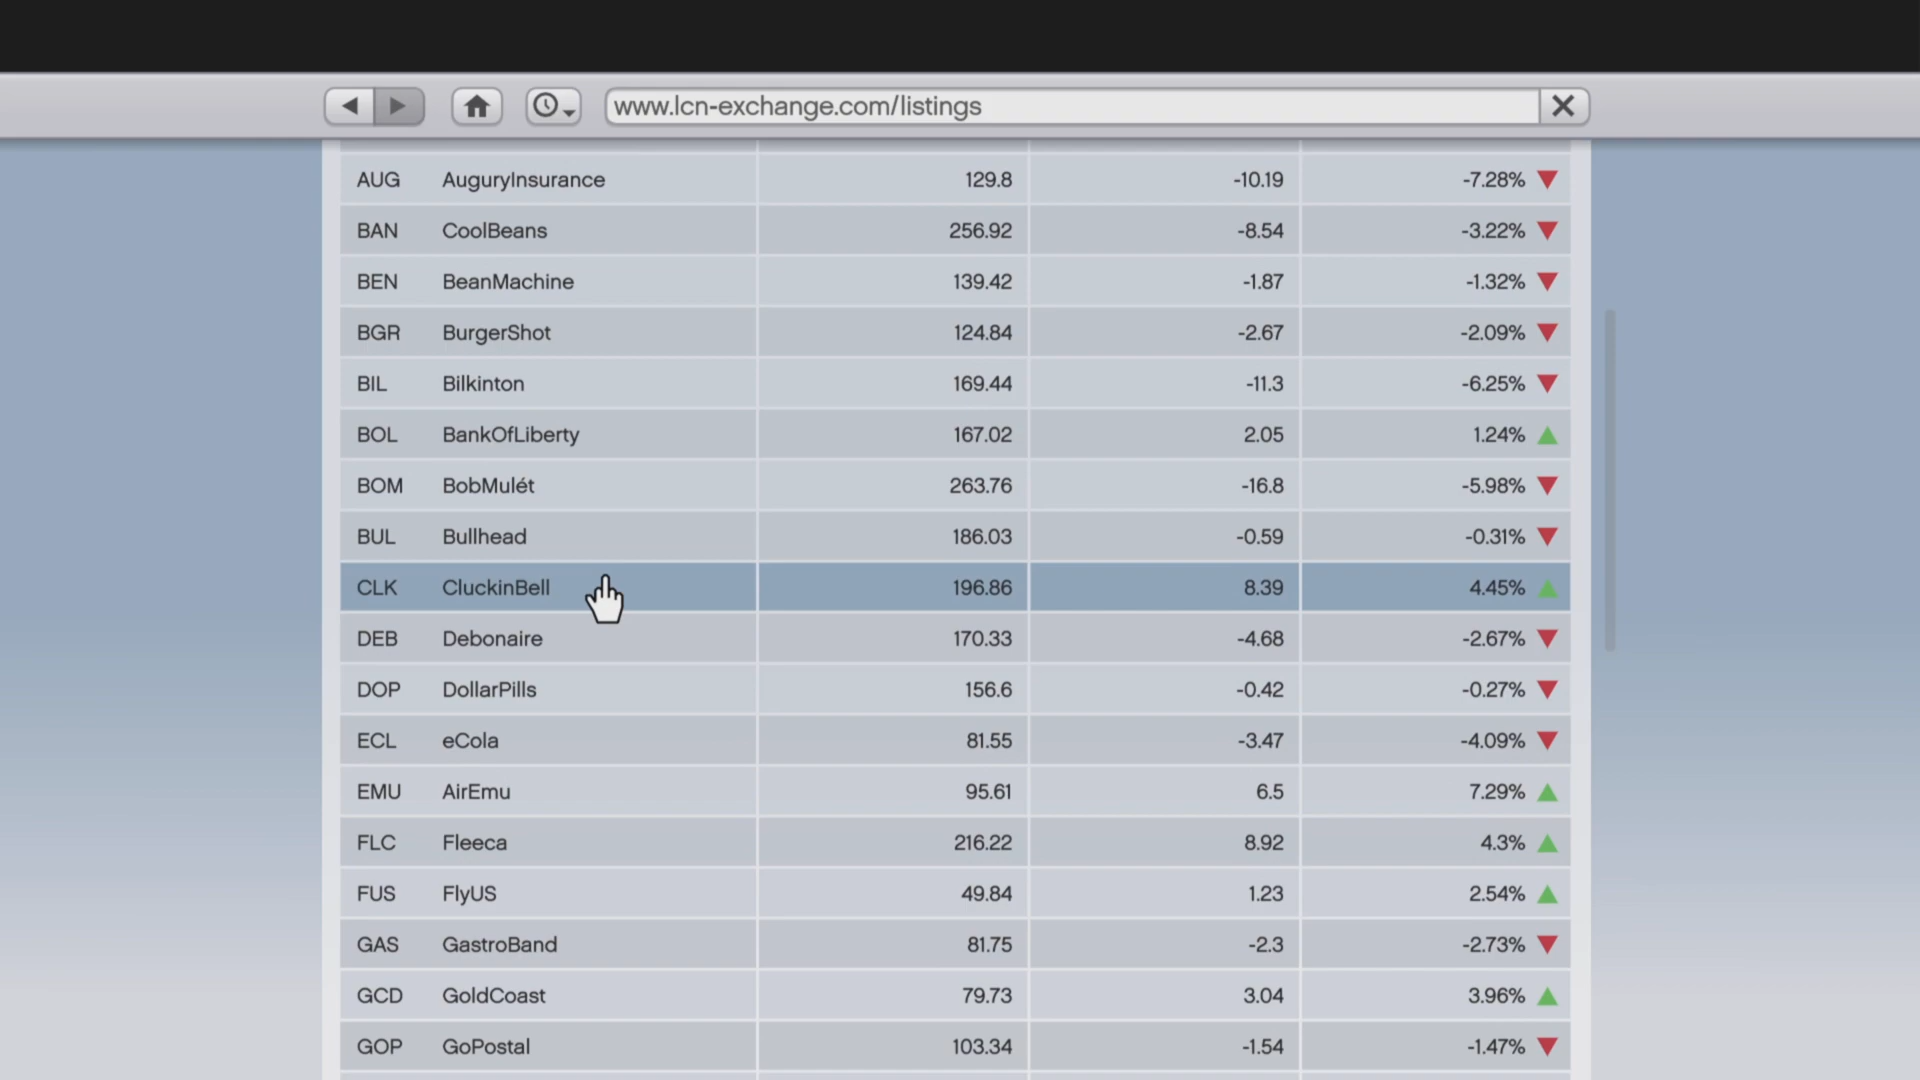 www.lcn-exchange.com/listings
AUG AuguryInsurance 129.8 -10.19 -7.28%
BAN CoolBeans 256.92 -8.54 -3.22%
BEN BeanMachine 139.42 -1.87 -1.32%
BGR BurgerShot 124.84 -2.67 -2.09%
BIL Bilkinton 169.44 -11.3 -6.25%
BOL BankOfLiberty 167.02 2.05 1.24%
BOM BobMulét 263.76 -16.8 -5.98%
BUL Bullhead 186.03 -0.59 -0.31%
CLK CluckinBell 196.86 8.39 4.45%
DEB Debonaire 170.33 -4.68 -2.67%
DOP DollarPills 156.6 -0.42 -0.27%
ECL eCola 81.55 -3.47 -4.09%
EMU AirEmu 95.61 6.5 7.29%
FLC Fleeca 216.22 8.92 4.3%
FUS FlyUS 49.84 1.23 2.54%
GAS GastroBand 81.75 -2.3 -2.73%
GCD GoldCoast 79.73 3.04 3.96%
GOP GoPostal 103.34 -1.54 -1.47%